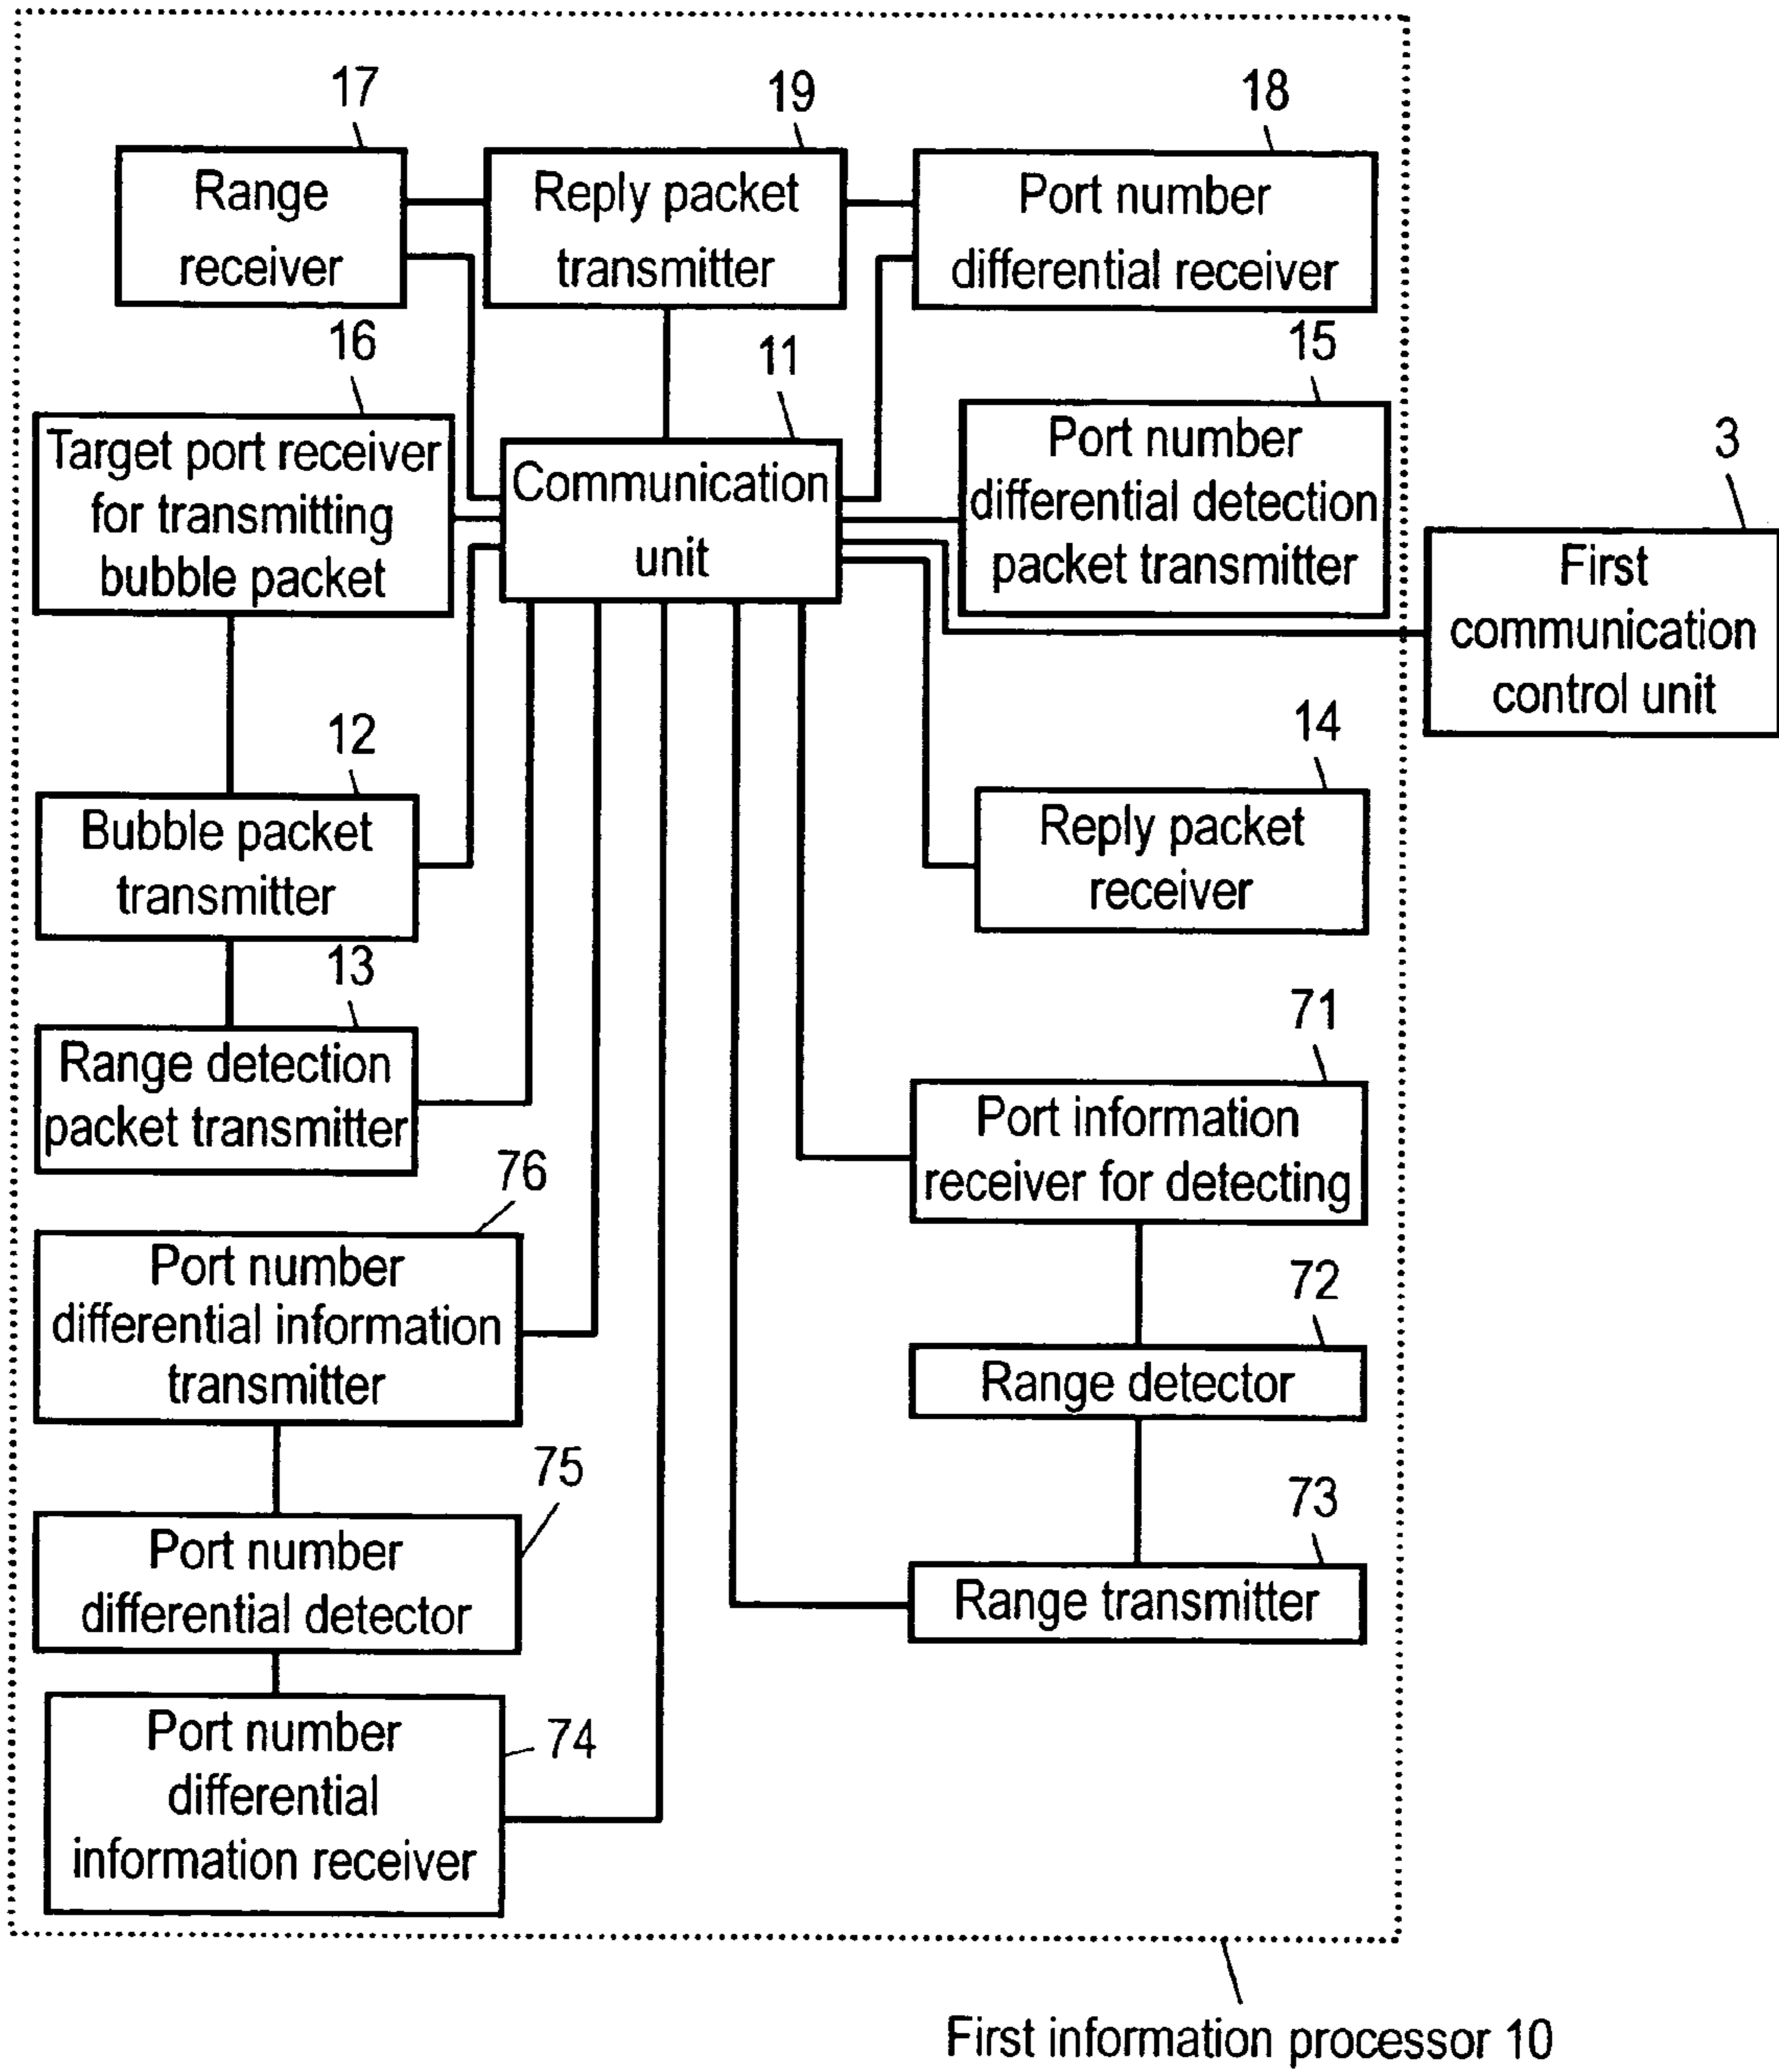 17
19
18
Range
receiver
Reply packet
transmitter
Port number
differential receiver
16
11
15
3
Target port receiver
for transmitting
bubble packet
Communication
unit
Port number
differential detection
packet transmitter
First
communication
control unit
12
14
Bubble packet
transmitter
Reply packet
receiver
13
71
Range detection
packet transmitter
Port information
receiver for detecting
76
72
Port number
differential information
transmitter
Range detector
75
73
Port number
differential detector
Range transmitter
74
Port number
differential
information receiver
First information processor 10